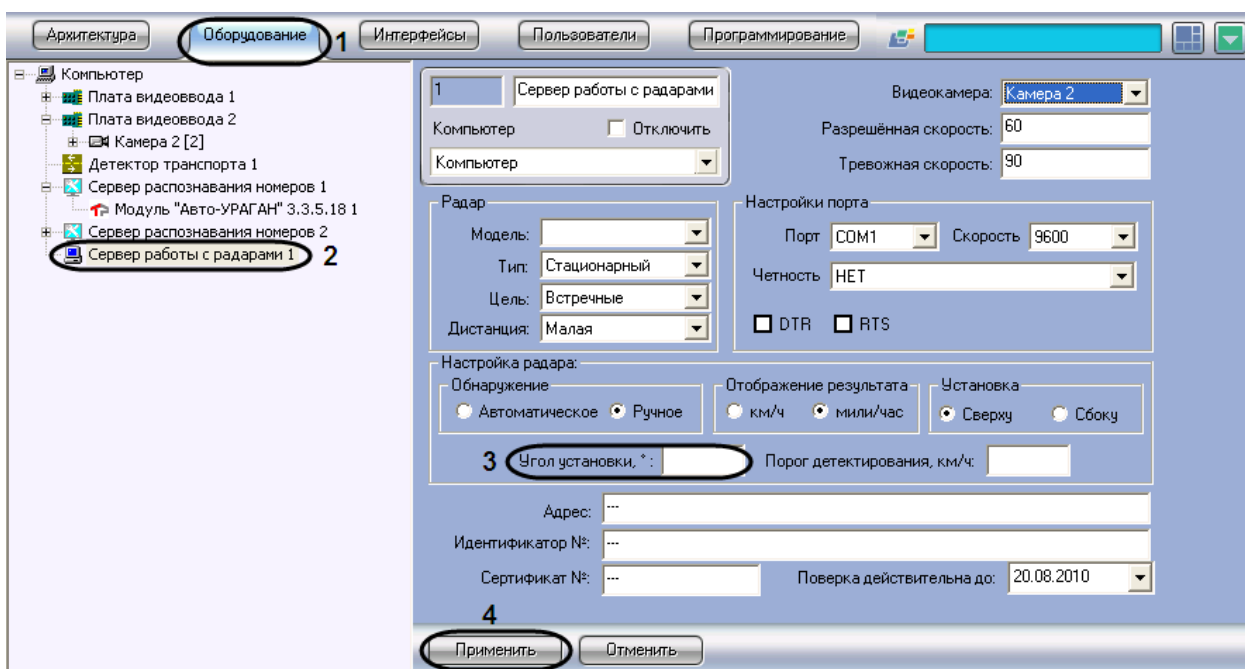 Архитектура Оборудование 1 Интерфейсы Пользователи Программирование
Компьютер
Плата видеоввода 1
Плата видеоввода 2
Камера 2 [2]
Детектор транспорта 1
Сервер распознавания номеров 1
Модуль "Авто-УРАГАН" 3.3.5.18 1
Сервер распознавания номеров 2
Сервер работы с радарами 1 2
1 Сервер работы с радарами
Компьютер Отключить
Компьютер
Видеокамера: Камера 2
Разрешённая скорость: 60
Тревожная скорость: 90
Радар
Модель:
Тип: Стационарный
Цель: Встречные
Дистанция: Малая
Настройки порта
Порт COM1 Скорость 9600
Четность НЕТ
DTR RTS
Настройка радара:
Обнаружение
Автоматическое Ручное
Отображение результата
км/ч мили/час
Установка
Сверху Сбоку
3 Угол установки, ° : Порог детектирования, км/ч:
Адрес: ---
Идентификатор №: ---
Сертификат №: --- Поверка действительна до: 20.08.2010
4
Применить Отменить